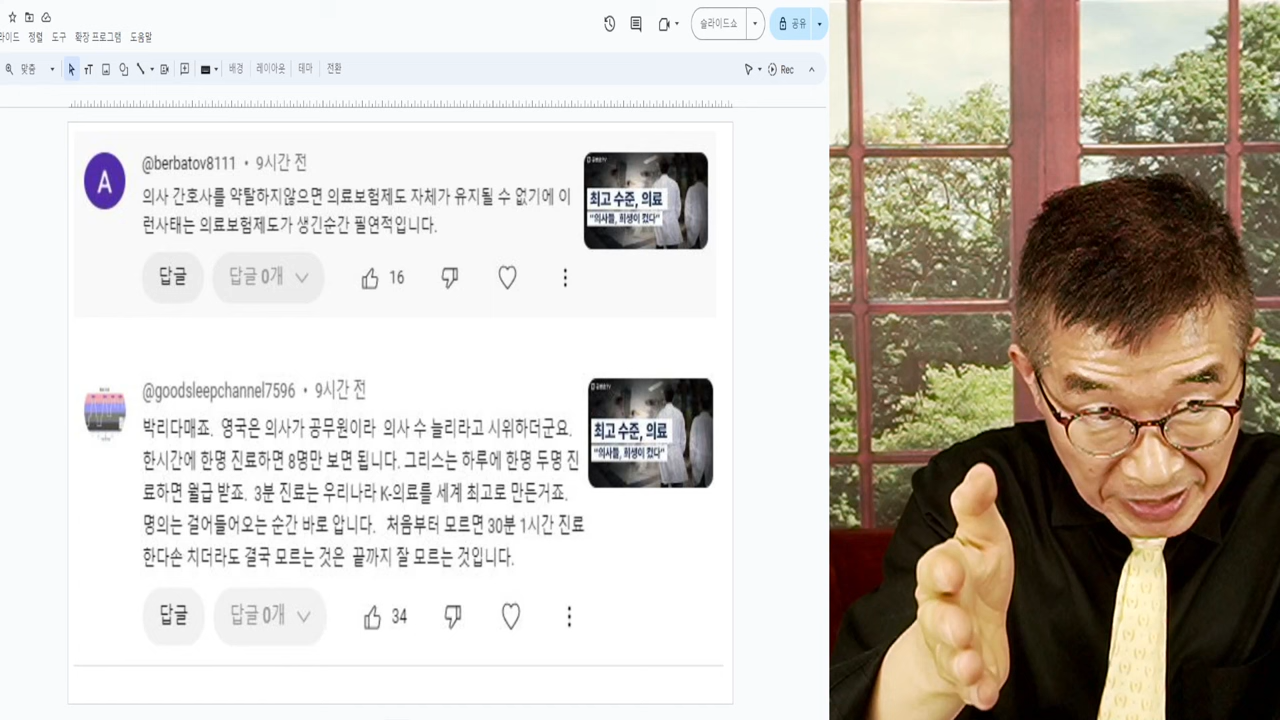 슬라이드쇼
공유
라이드 정렬 도구 확장 프로그램 도움말
맞춤
배경 레이아웃 테마 전환
Rec
A
@berbatov8111 • 9시간 전
의사 간호사를 약탈하지않으면 의료보험제도 자체가 유지될 수 없기에 이
런사태는 의료보험제도가 생긴순간 필연적입니다.
최고 수준, 의료
"의사들, 희생이 컸다"
답글
답글 0개
16
@goodsleepchannel7596 • 9시간 전
박리다매죠. 영국은 의사가 공무원이라 의사 수 늘리라고 시위하더군요.
한시간에 한명 진료하면 8명만 보면 됩니다. 그리스는 하루에 한명 두명 진
료하면 월급 받죠. 3분 진료는 우리나라 K-의료를 세계 최고로 만든거죠.
명의는 걸어들어오는 순간 바로 압니다. 처음부터 모르면 30분 1시간 진료
한다손 치더라도 결국 모르는 것은 끝까지 잘 모르는 것입니다.
최고 수준, 의료
"의사들, 희생이 컸다"
답글
답글 0개
34